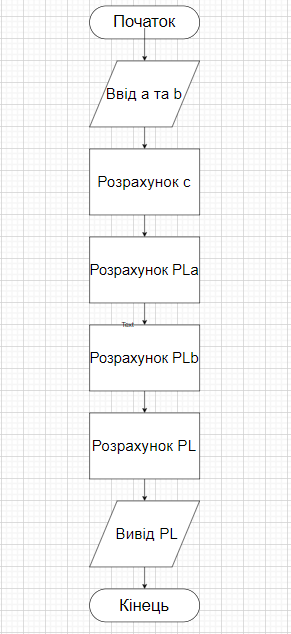 Початок
Ввід a та b
Розрахунок c
Розрахунок PLa
Text
Розрахунок PLb
Розрахунок PL
Вивід PL
Кінець